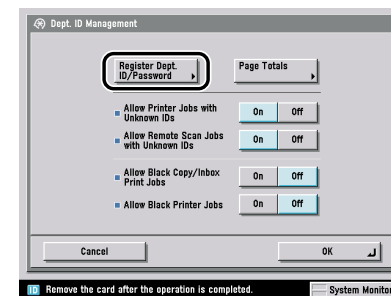 Dept. ID Management
Register Dept. ID/Password
Page Totals
Allow Printer Jobs with
Unknown IDs
On Off
Allow Remote Scan Jobs
with Unknown IDs
On Off
Allow Black Copy/Inbox
Print Jobs
On Off
Allow Black Printer Jobs
On Off
Cancel
OK
ID Remove the card after the operation is completed.
System Monitor